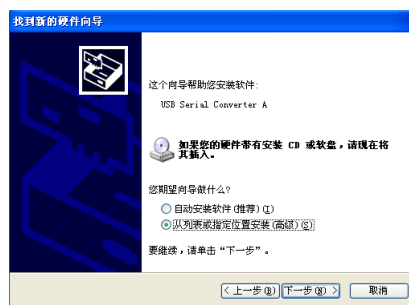 找到新的硬件向导
这个向导帮助您安装软件:
USB Serial Converter A
如果您的硬件带有安装 CD 或软盘，请现在将
其插入。
您期望向导做什么?
自动安装软件(推荐)(I)
从列表或指定位置安装(高级)(S)
要继续，请单击“下一步”。
< 上一步(B) 下一步(N) > 取消